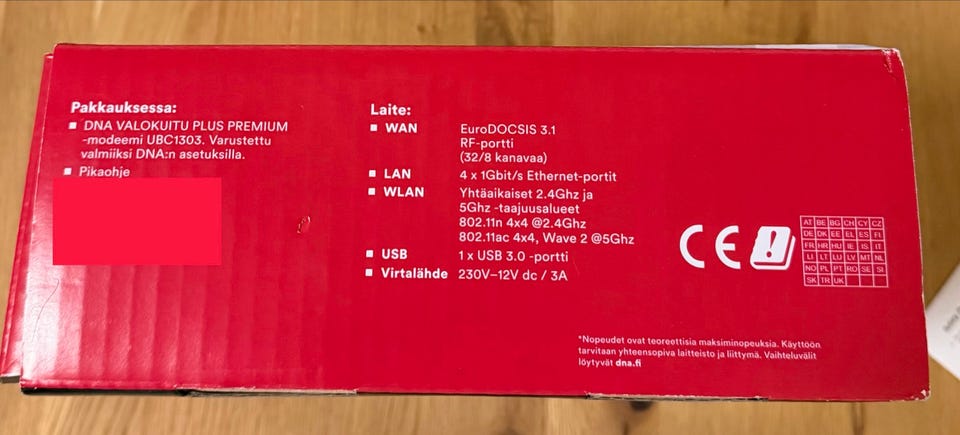 Pakkauksessa:
DNA VALOKUITU PLUS PREMIUM
-modeemi UBC1303. Varustettu
valmiiksi DNA:n asetuksilla.
Pikaohje
Laite:
WAN EuroDOCSIS 3.1
RF-portti
(32/8 kanavaa)
LAN 4 x 1Gbit/s Ethernet-portit
WLAN Yhtäaikaiset 2.4Ghz ja
5Ghz -taajuusalueet
802.11n 4x4 @2.4Ghz
802.11ac 4x4, Wave 2 @5Ghz
USB 1 x USB 3.0 -portti
Virtalähde 230V–12V dc / 3A
CE
AT BE BG CH CY CZ
DE DK EE EL ES FI
FR HR HU IE IS IT
LI LT LU LV MT NL
NO PL PT RO SE SI
SK TR UK
*Nopeudet ovat teoreettisia maksiminopeuksia. Käyttöön
tarvitaan yhteensopiva laitteisto ja liittymä. Vaihteluvälit
löytyvät dna.fi